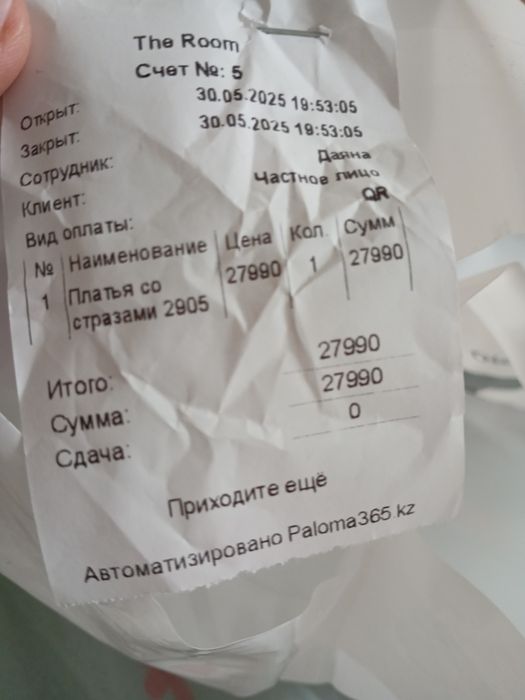 The Room
Счет №: 5
Открыт: 30.05.2025 19:53:05
Закрыт: 30.05.2025 19:53:05
Сотрудник: Даяна
Клиент: Частное лицо
Вид оплаты: QR
№ Наименование Цена Кол. Сумм
1 Платья со 27990 1 27990
стразами 2905
Итого: 27990
Сумма: 27990
Сдача: 0
Приходите ещё
Автоматизировано Paloma365.kz